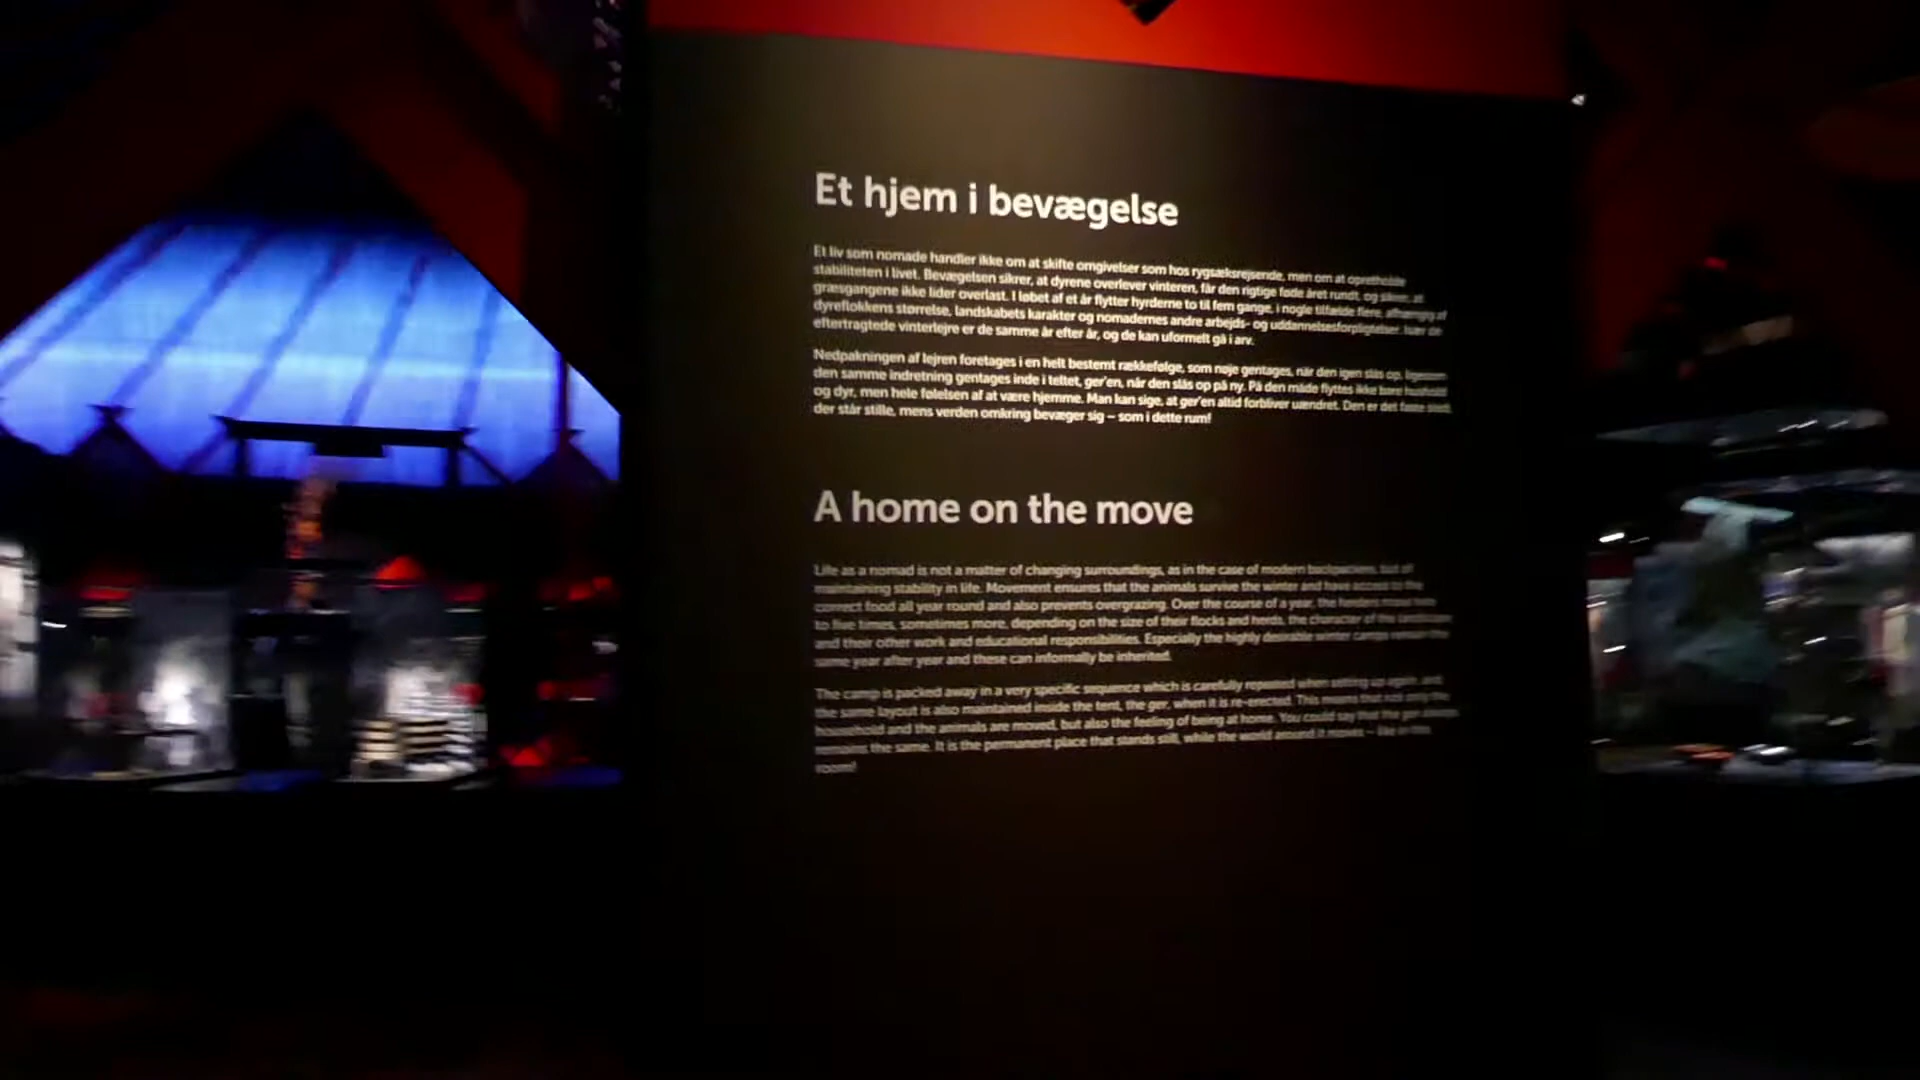 Et hjem i bevægelse
Et liv som nomade handler ikke om at skifte omgivelser som hos rygsæksrejsende, men om at opretholde
stabiliteten i livet. Bevægelsen sikrer, at dyrene overlever vinteren, får den rigtige føde året rundt, og sikrer, at
græsgangene ikke lider overlast. I løbet af et år flytter hyrderne to til fem gange, i nogle tilfælde flere, afhængig af
dyreflokkens størrelse, landskabets karakter og nomadernes andre arbejds- og uddannelsesforpligtelser. Især de
eftertragtede vinterlejre er de samme år efter år, og de kan uformelt gå i arv.
Nedpakningen af lejren foretages i en helt bestemt rækkefølge, som nøje gentages, når den igen slås op, ligesom
den samme indretning gentages inde i teltet, ger'en, når den slås op på ny. På den måde flyttes ikke bare husholdet
og dyr, men hele følelsen af at være hjemme. Man kan sige, at ger'en altid forbliver uændret. Den er det faste sted,
der står stille, mens verden omkring bevæger sig – som i dette rum!
A home on the move
Life as a nomad is not a matter of changing surroundings, as in the case of modern backpackers, but of
maintaining stability in life. Movement ensures that the animals survive the winter and have access to the
correct food all year round and also prevents overgrazing. Over the course of a year, the herders move two
to five times, sometimes more, depending on the size of their flocks and herds, the character of the
and their other work and educational responsibilities. Especially the highly desirable winter camps remain the
same year after year and these can informally be inherited.
The camp is packed away in a very specific sequence which is carefully repeated when setting up again, and
the same layout is also maintained inside the tent, the ger, when it is re-erected. This means that not only the
household and the animals are moved, but also the feeling of being at home. You could say that the ger always
remains the same. It is the permanent place that stands still, while the world around it moves – like in this
room!